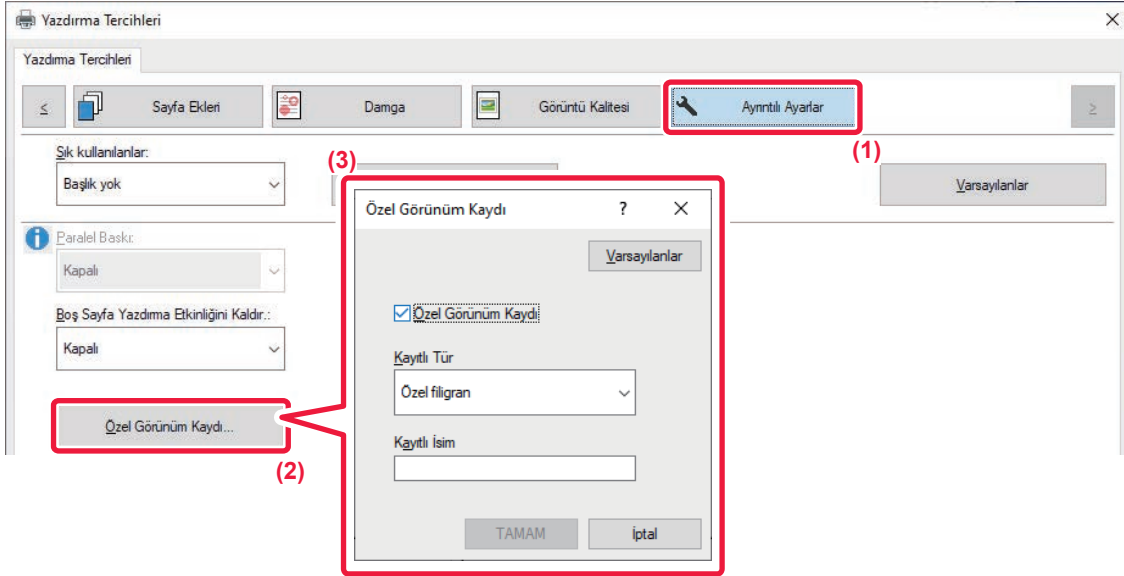 Yazdırma Tercihleri
Yazdırma Tercihleri
< Sayfa Ekleri Damga Görüntü Kalitesi Ayrıntılı Ayarlar >
(1)
Sık kullanılanlar:
Başlık yok
Varsayılanlar
Paralel Baskı:
Kapalı
Boş Sayfa Yazdırma Etkinliğini Kaldır.:
Kapalı
Özel Görünüm Kaydı...
(2)
(3)
Özel Görünüm Kaydı ?
Varsayılanlar
Özel Görünüm Kaydı
Kayıtlı Tür
Özel filigran
Kayıtlı İsim
TAMAM İptal